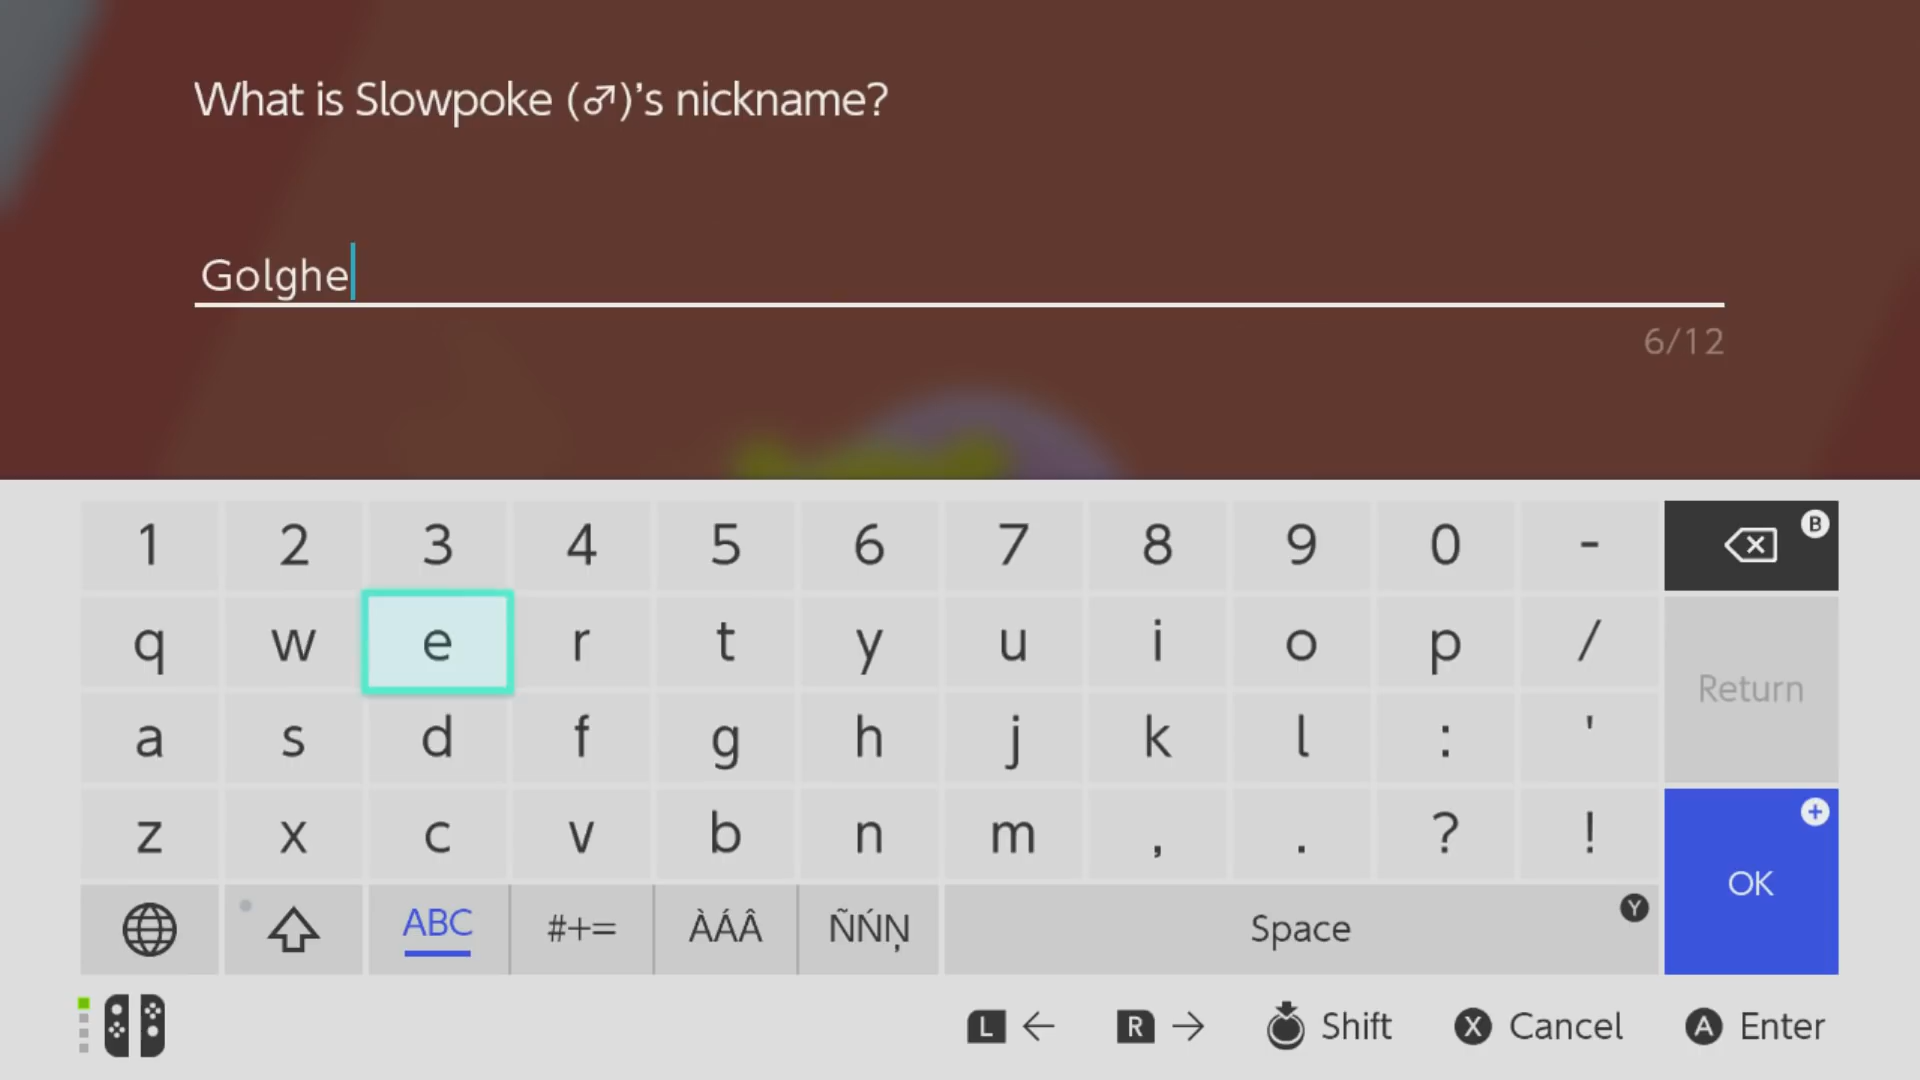 What is Slowpoke (♂)'s nickname?
Golghe
6/12
1 2 3 4 5 6 7 8 9 0 - B
q w e r t y u i o p /
Return
a s d f g h j k l : '
z x c v b n m , . ? ! +
OK
ABC #+= ÀÁÂ ÑŃŅ Space Y
L ← R → Shift X Cancel A Enter